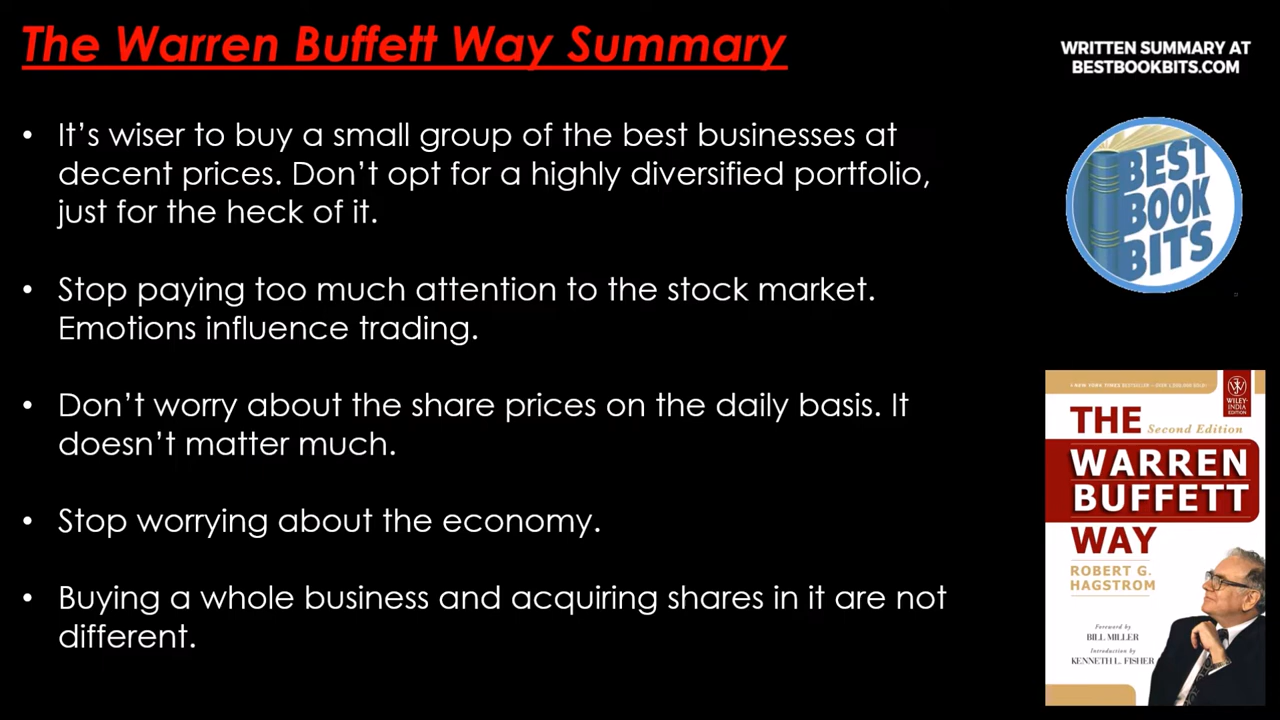 The Warren Buffett Way Summary
WRITTEN SUMMARY AT
BESTBOOKBITS.COM
• It's wiser to buy a small group of the best businesses at
decent prices. Don't opt for a highly diversified portfolio,
just for the heck of it.
• Stop paying too much attention to the stock market.
Emotions influence trading.
• Don't worry about the share prices on the daily basis. It
doesn't matter much.
• Stop worrying about the economy.
• Buying a whole business and acquiring shares in it are not
different.
BEST
BOOK
BITS
WILEY-
INDIA
EDITION
THE
Second Edition
WARREN
BUFFETT
WAY
ROBERT G.
HAGSTROM
Foreword by
BILL MILLER
Introduction by
KENNETH L. FISHER